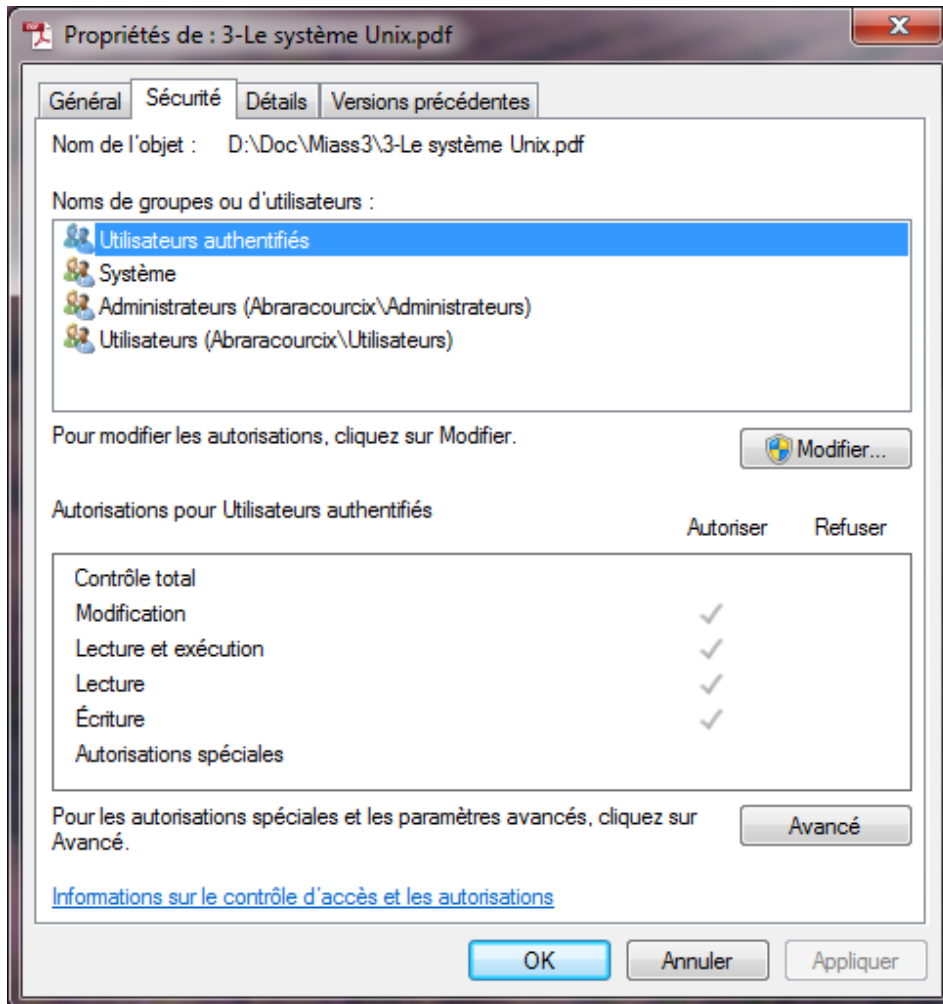 Propriétés de : 3-Le système Unix.pdf
Général Sécurité Détails Versions précédentes
Nom de l'objet : D:\Doc\Miass3\3-Le système Unix.pdf
Noms de groupes ou d'utilisateurs :
Utilisateurs authentifiés
Système
Administrateurs (Abraracourcix\Administrateurs)
Utilisateurs (Abraracourcix\Utilisateurs)
Pour modifier les autorisations, cliquez sur Modifier.
Modifier...
Autorisations pour Utilisateurs authentifiés
Autoriser Refuser
Contrôle total
Modification
Lecture et exécution
Lecture
Écriture
Autorisations spéciales
Pour les autorisations spéciales et les paramètres avancés, cliquez sur
Avancé.
Avancé
Informations sur le contrôle d'accès et les autorisations
OK Annuler Appliquer